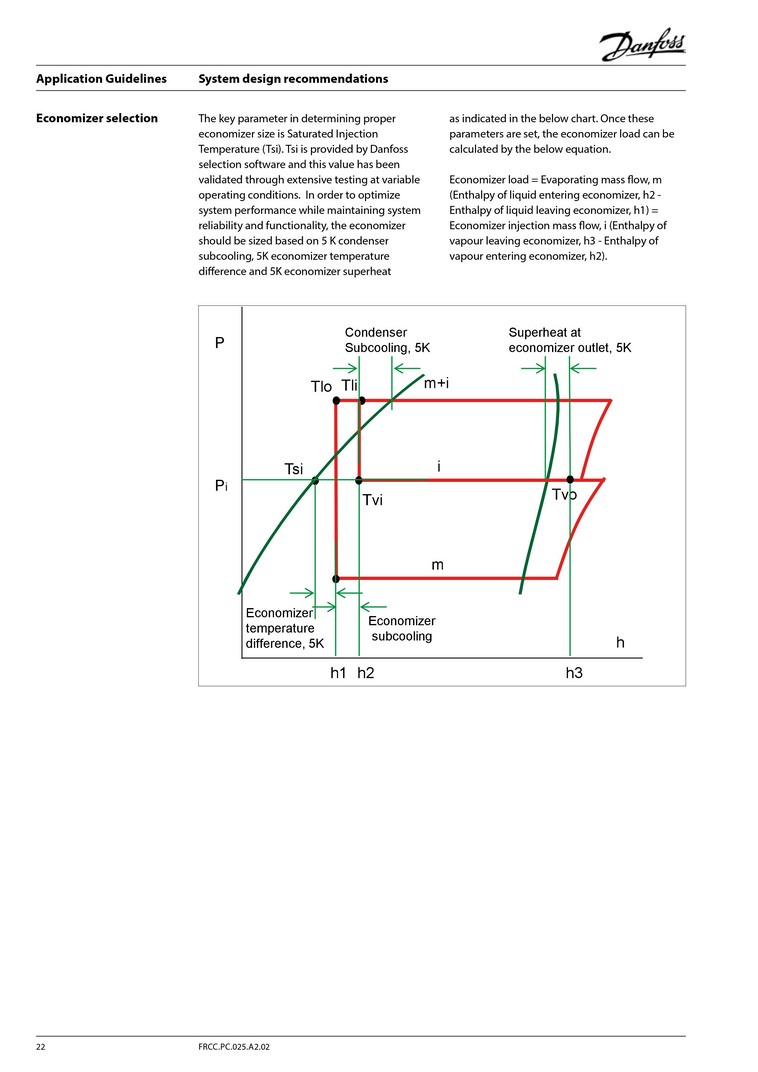 Danfoss
Application Guidelines
System design recommendations
Economizer selection
The key parameter in determining proper
economizer size is Saturated Injection
Temperature (Tsi). Tsi is provided by Danfoss
selection software and this value has been
validated through extensive testing at variable
operating conditions.  In order to optimize
system performance while maintaining system
reliability and functionality, the economizer
should be sized based on 5 K condenser
subcooling, 5K economizer temperature
difference and 5K economizer superheat
as indicated in the below chart. Once these
parameters are set, the economizer load can be
calculated by the below equation.
Economizer load = Evaporating mass flow, m
(Enthalpy of liquid entering economizer, h2 -
Enthalpy of liquid leaving economizer, h1) =
Economizer injection mass flow, i (Enthalpy of
vapour leaving economizer, h3 - Enthalpy of
vapour entering economizer, h2).
P
Condenser
Subcooling, 5K
Superheat at
economizer outlet, 5K
Tlo Tli
m+i
Tsi
i
Pi
Tvi
Tvo
m
Economizer
temperature
difference, 5K
Economizer
subcooling
h
h1 h2
h3
22
FRCC.PC.025.A2.02